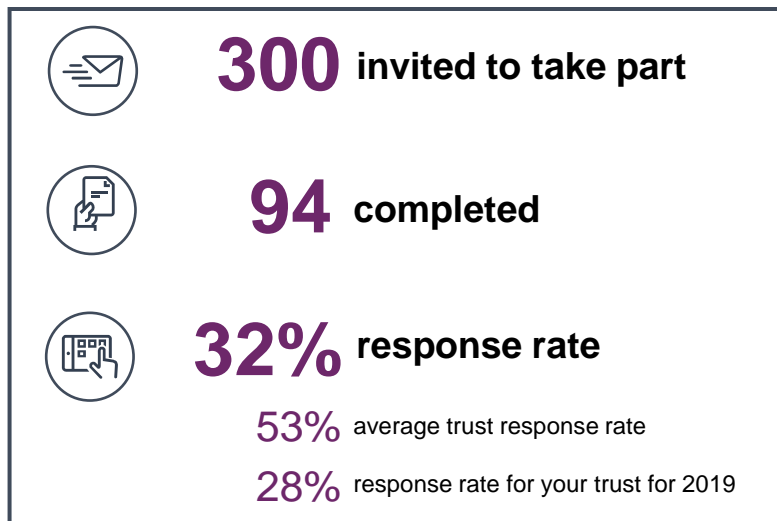 300 invited to take part
94 completed
32% response rate
53% average trust response rate
28% response rate for your trust for 2019